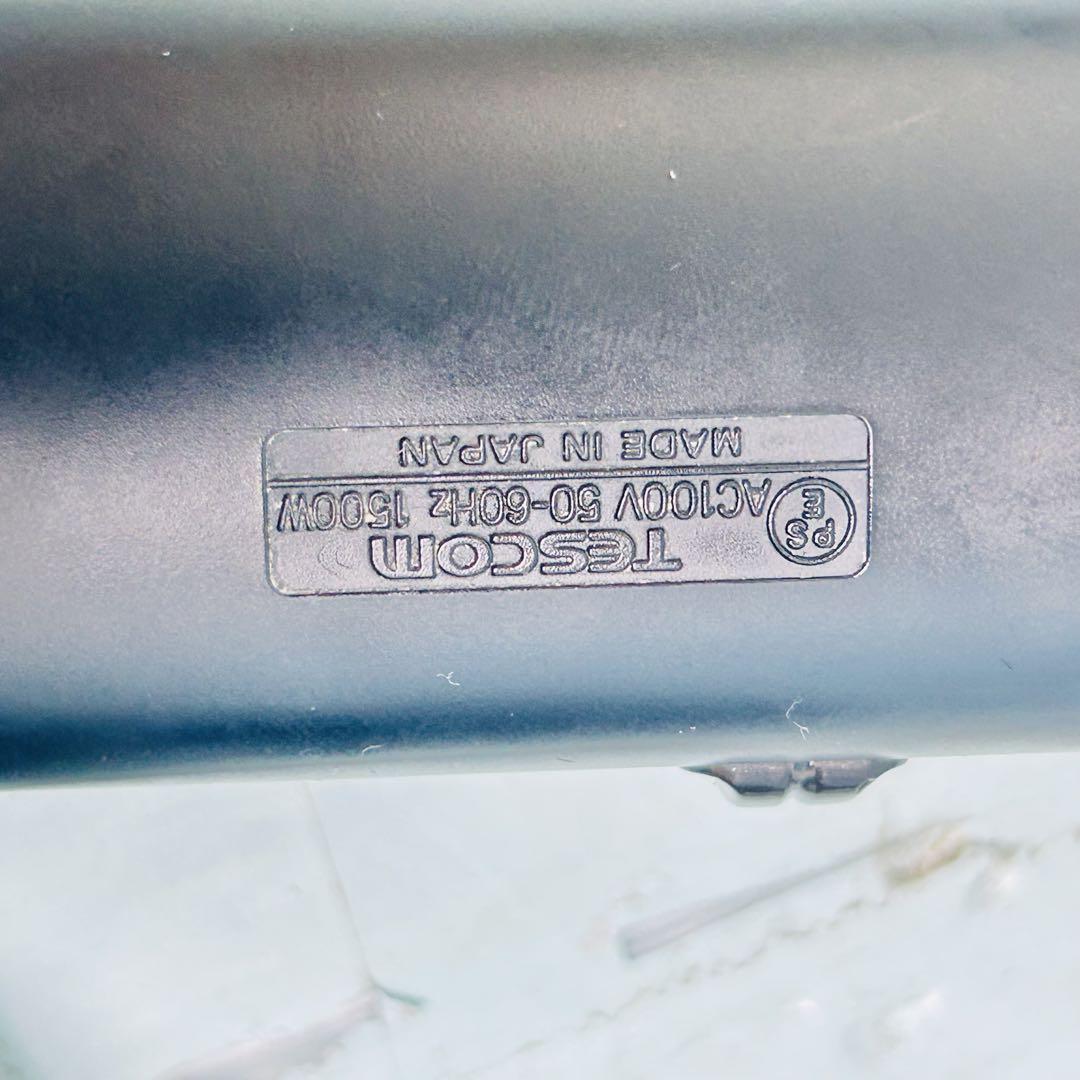 TESCOM
PS
E
AC100V 50-60Hz 1500W
MADE IN JAPAN